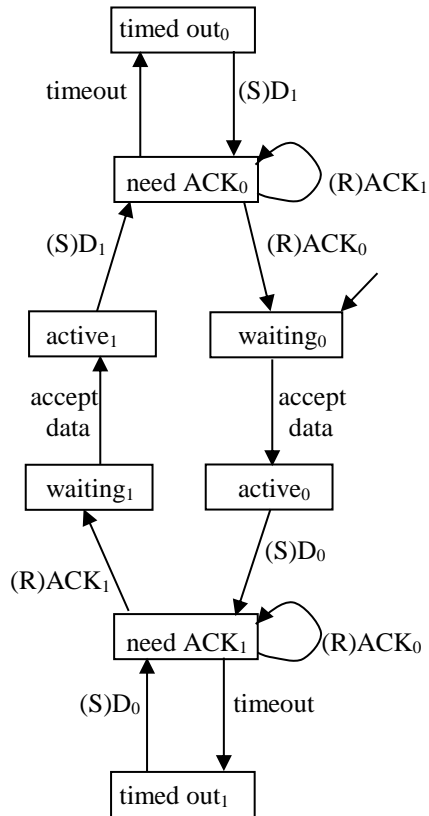 timed out₀
timeout
(S)D₁
need ACK₀
(R)ACK₁
(S)D₁
(R)ACK₀
active₁
waiting₀
accept
data
accept
data
waiting₁
active₀
(S)D₀
(R)ACK₁
need ACK₁
(R)ACK₀
(S)D₀
timeout
timed out₁